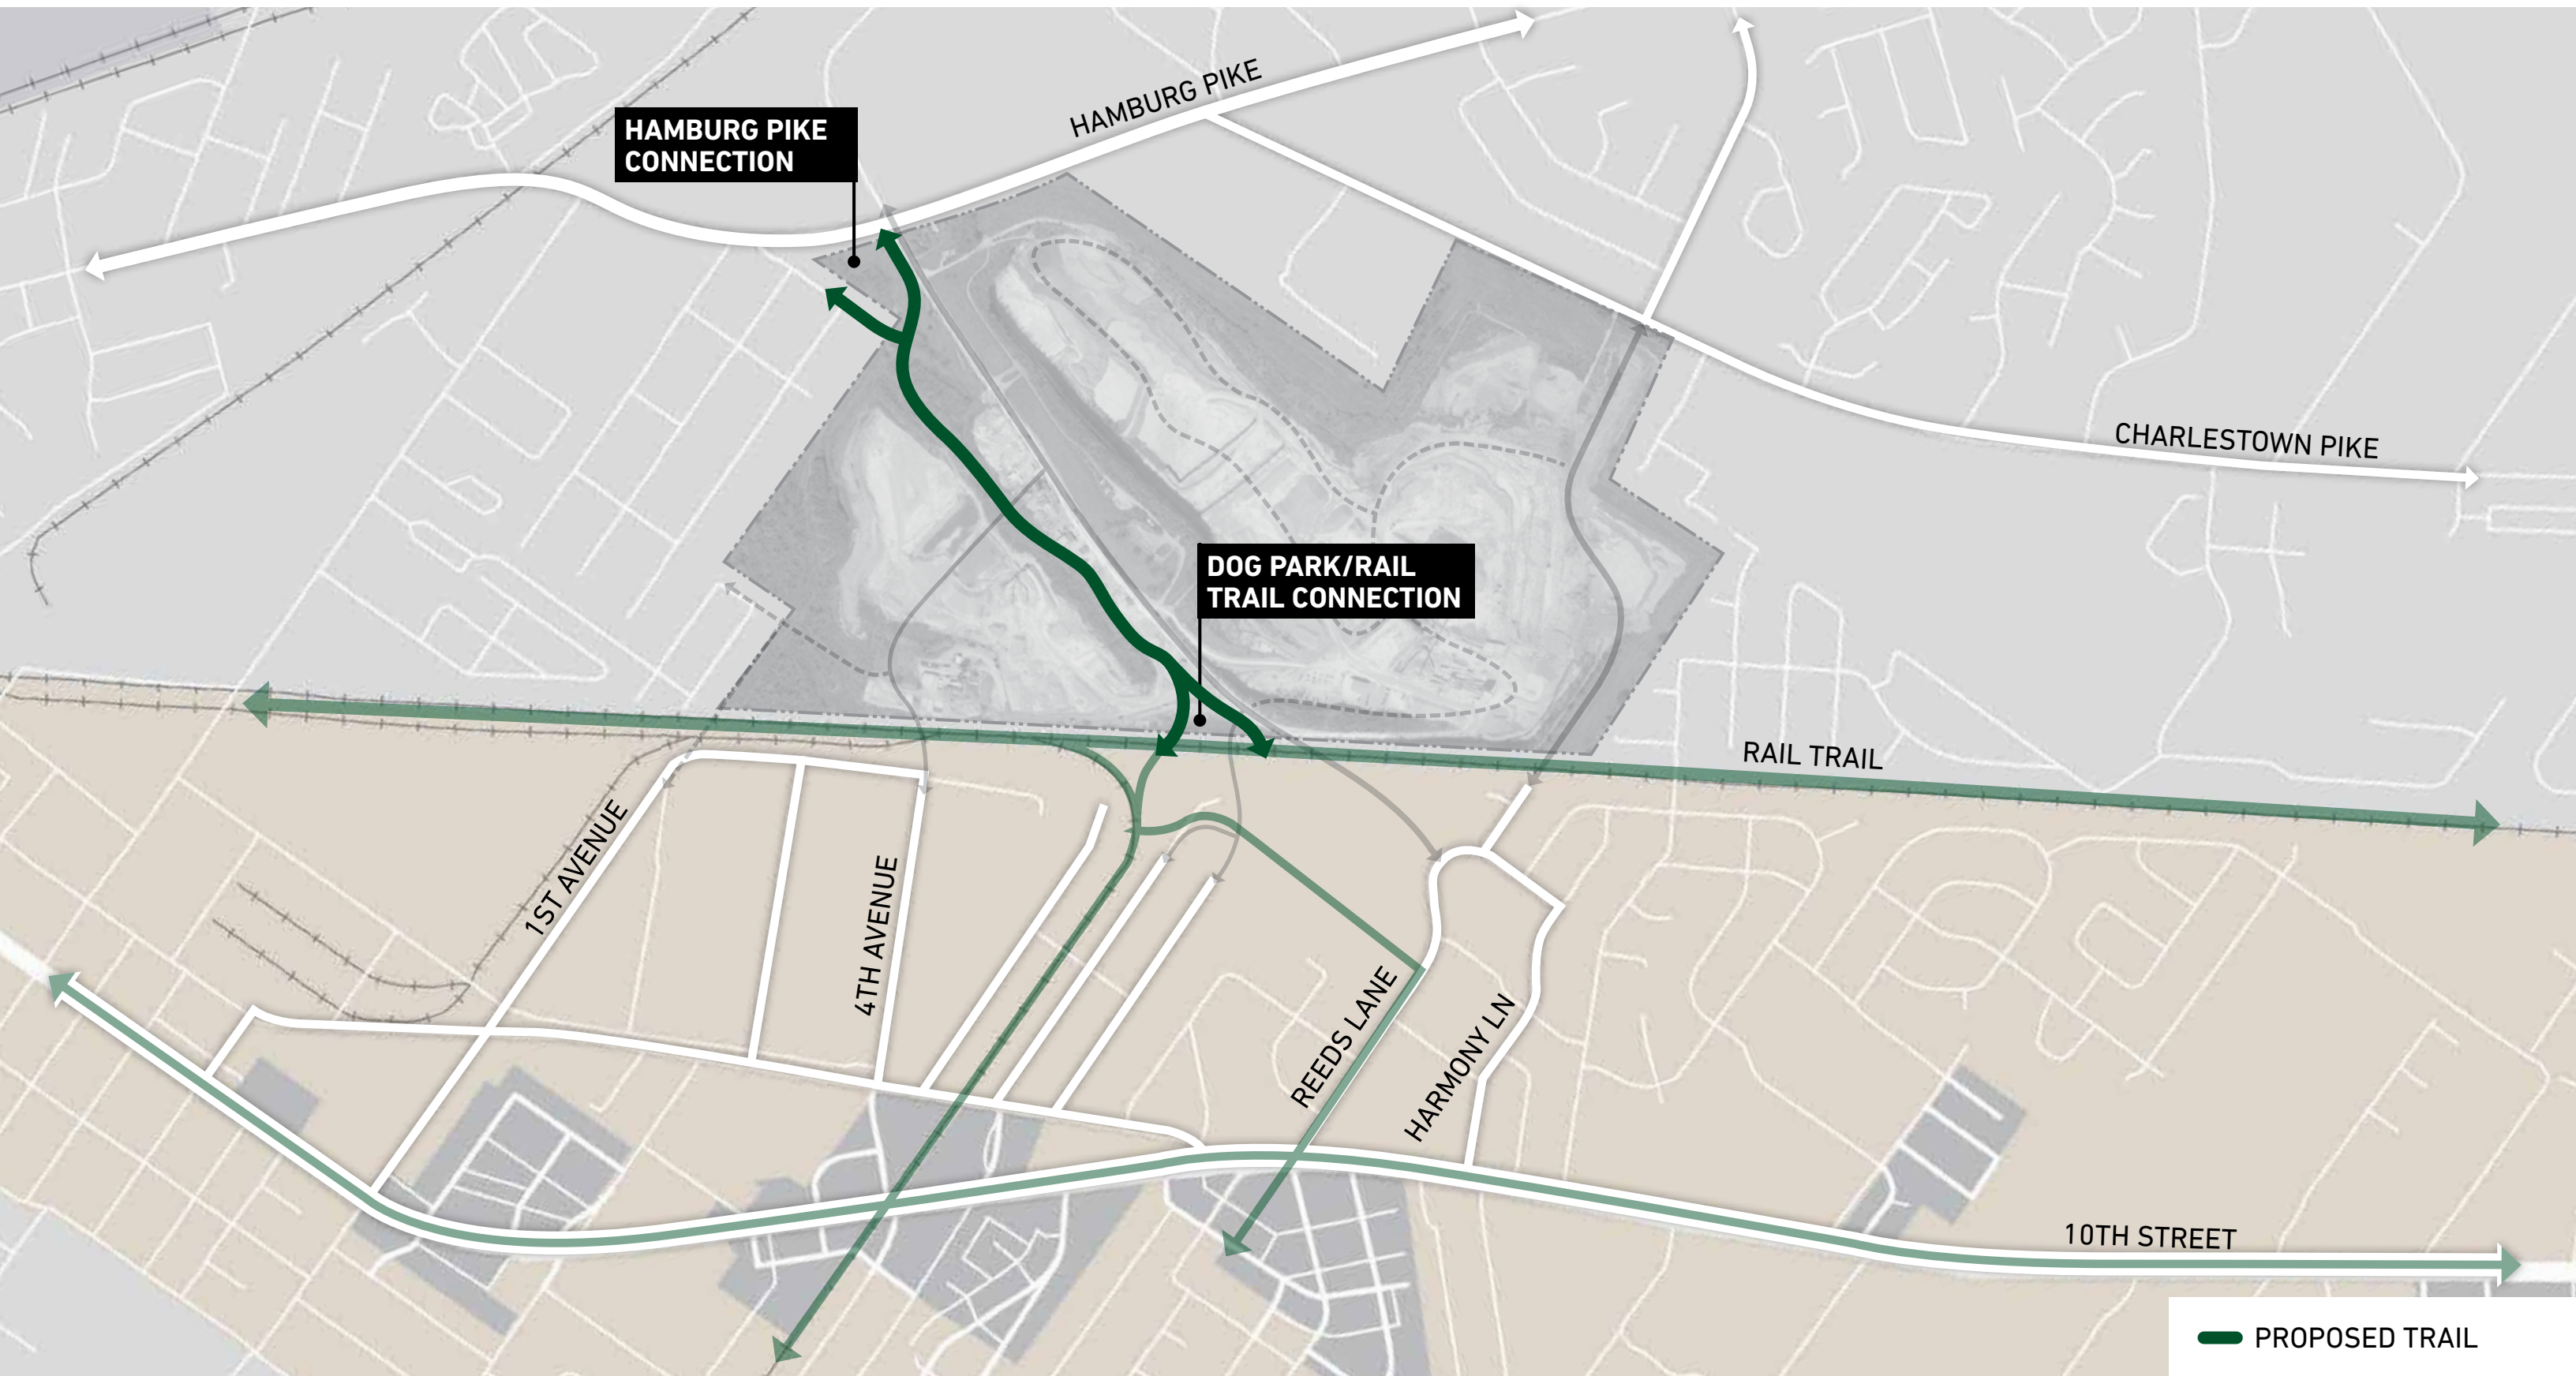 HAMBURG PIKE
HAMBURG PIKE
CONNECTION
CHARLESTOWN PIKE
DOG PARK/RAIL
TRAIL CONNECTION
RAIL TRAIL
1ST AVENUE
4TH AVENUE
REEDS LANE
HARMONY LN
10TH STREET
PROPOSED TRAIL